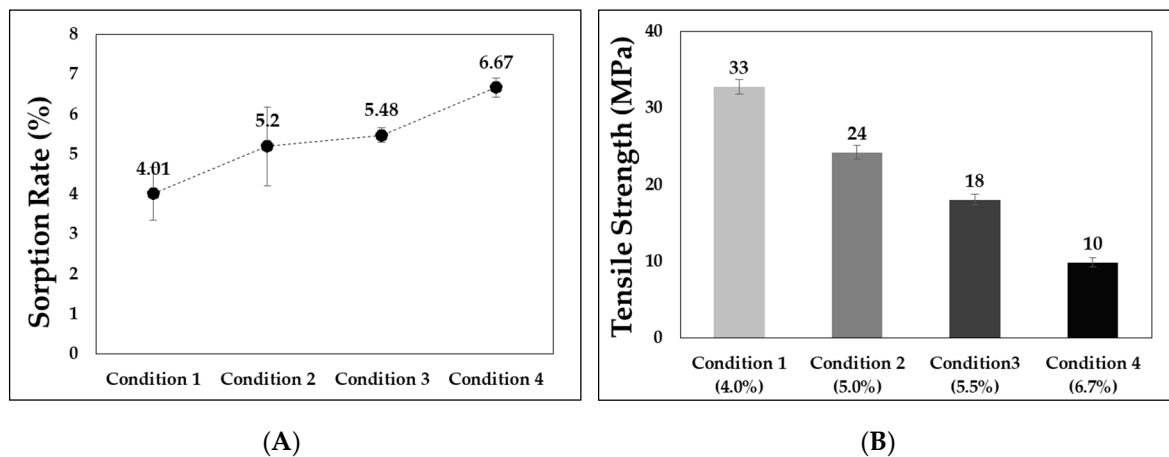 Sorption Rate (%)
8
7
6
5
4
3
2
1
0
4.01
5.2
5.48
6.67
Condition 1
Condition 2
Condition 3
Condition 4
(A)
Tensile Strength (MPa)
40
30
20
10
0
33
24
18
10
Condition 1
(4.0%)
Condition 2
(5.0%)
Condition3
(5.5%)
Condition 4
(6.7%)
(B)